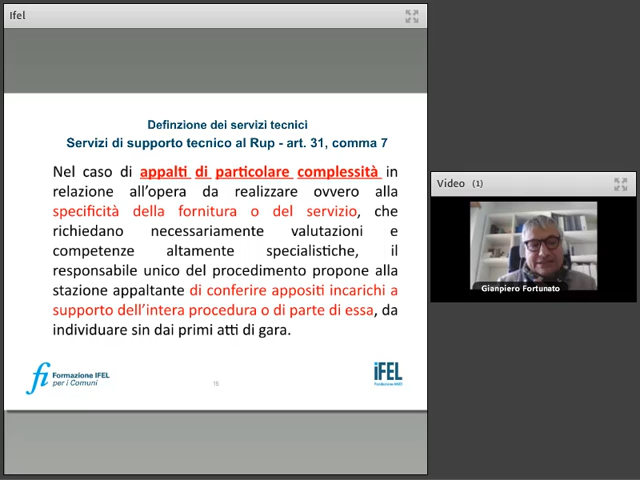 Ifel
Definzione dei servizi tecnici
Servizi di supporto tecnico al Rup - art. 31, comma 7
Nel caso di appalti di particolare complessità in
relazione all'opera da realizzare ovvero alla
specificità della fornitura o del servizio, che
richiedano necessariamente valutazioni e
competenze altamente specialistiche, il
responsabile unico del procedimento propone alla
stazione appaltante di conferire appositi incarichi a
supporto dell'intera procedura o di parte di essa, da
individuare sin dai primi atti di gara.
fi Formazione IFEL
per i Comuni
iFEL
Fondazione ANCI
Video (1)
Gianpiero Fortunato